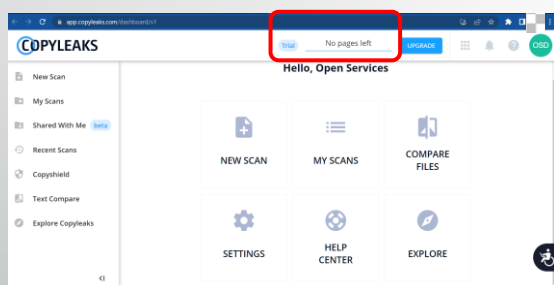 app.copyleaks.com/dashboard/v1
COPYLEAKS
Trial
No pages left
UPGRADE
OSD
Hello, Open Services
New Scan
My Scans
Shared With Me beta
Recent Scans
Copyshield
Text Compare
Explore Copyleaks
NEW SCAN
MY SCANS
COMPARE
FILES
SETTINGS
HELP
CENTER
EXPLORE